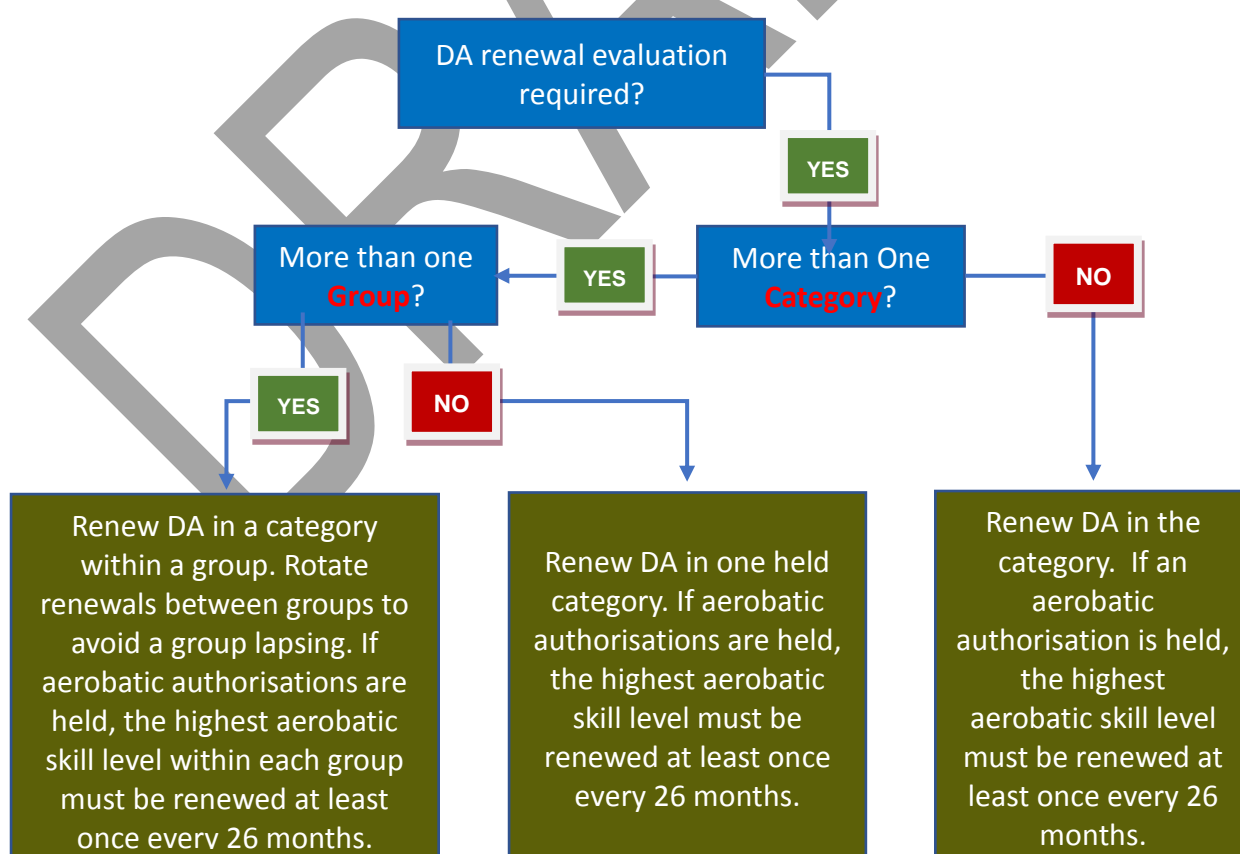 DA renewal evaluation
required?
YES
More than one
Group?
YES
More than One
Category?
NO
YES
NO
Renew DA in a category
within a group. Rotate
renewals between groups to
avoid a group lapsing. If
aerobatic authorisations are
held, the highest aerobatic
skill level within each group
must be renewed at least
once every 26 months.
Renew DA in one held
category. If aerobatic
authorisations are held,
the highest aerobatic
skill level must be
renewed at least once
every 26 months.
Renew DA in the
category. If an
aerobatic
authorisation is held,
the highest
aerobatic skill level
must be renewed at
least once every 26
months.